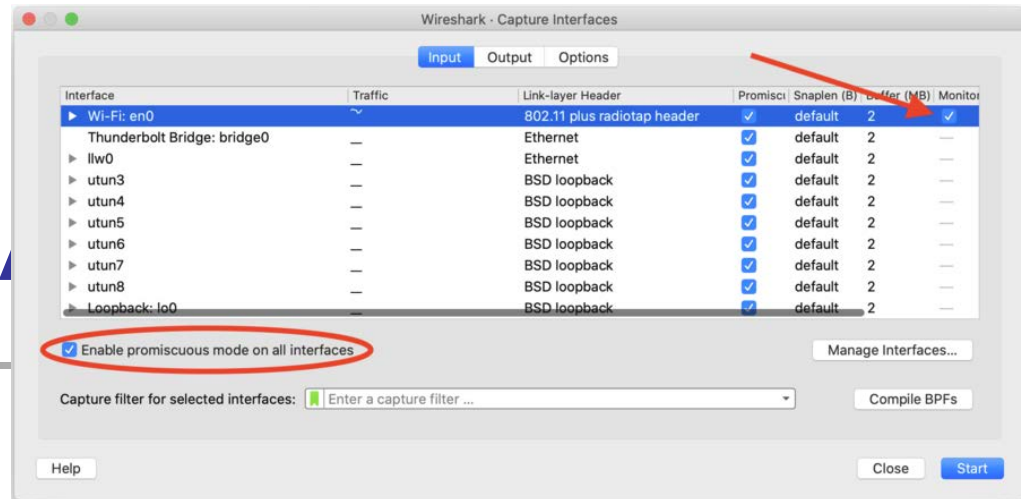 Wireshark · Capture Interfaces
Input Output Options
Interface Traffic Link-layer Header Promisci Snaplen (B) Buffer (MB) Monitor
Wi-Fi: en0 802.11 plus radiotap header default 2
Thunderbolt Bridge: bridge0 _ Ethernet default 2 —
llw0 _ Ethernet default 2 —
utun3 _ BSD loopback default 2 —
utun4 _ BSD loopback default 2 —
utun5 _ BSD loopback default 2 —
utun6 _ BSD loopback default 2 —
utun7 _ BSD loopback default 2 —
utun8 _ BSD loopback default 2 —
Loopback: lo0 _ BSD loopback default 2 —
Enable promiscuous mode on all interfaces Manage Interfaces...
Capture filter for selected interfaces: Enter a capture filter ... Compile BPFs
Help Close Start